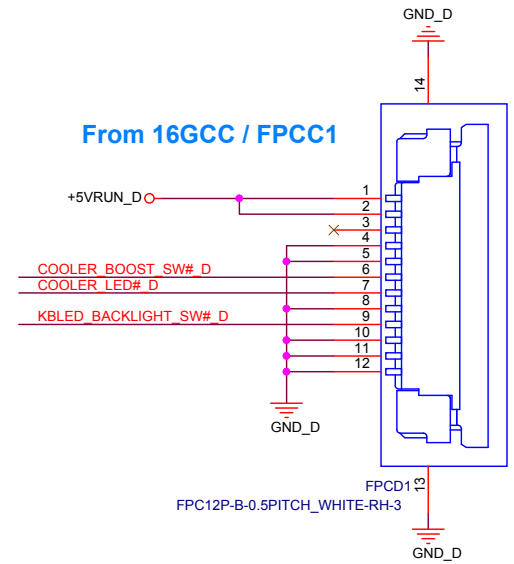 GND_D
14
From 16GCC / FPCC1
+5VRUN_D
1
2
3
4
5
COOLER_BOOST_SW#_D
6
COOLER_LED#_D
7
8
KBLED_BACKLIGHT_SW#_D
9
10
11
12
GND_D
FPCD1
13
FPC12P-B-0.5PITCH_WHITE-RH-3
GND_D